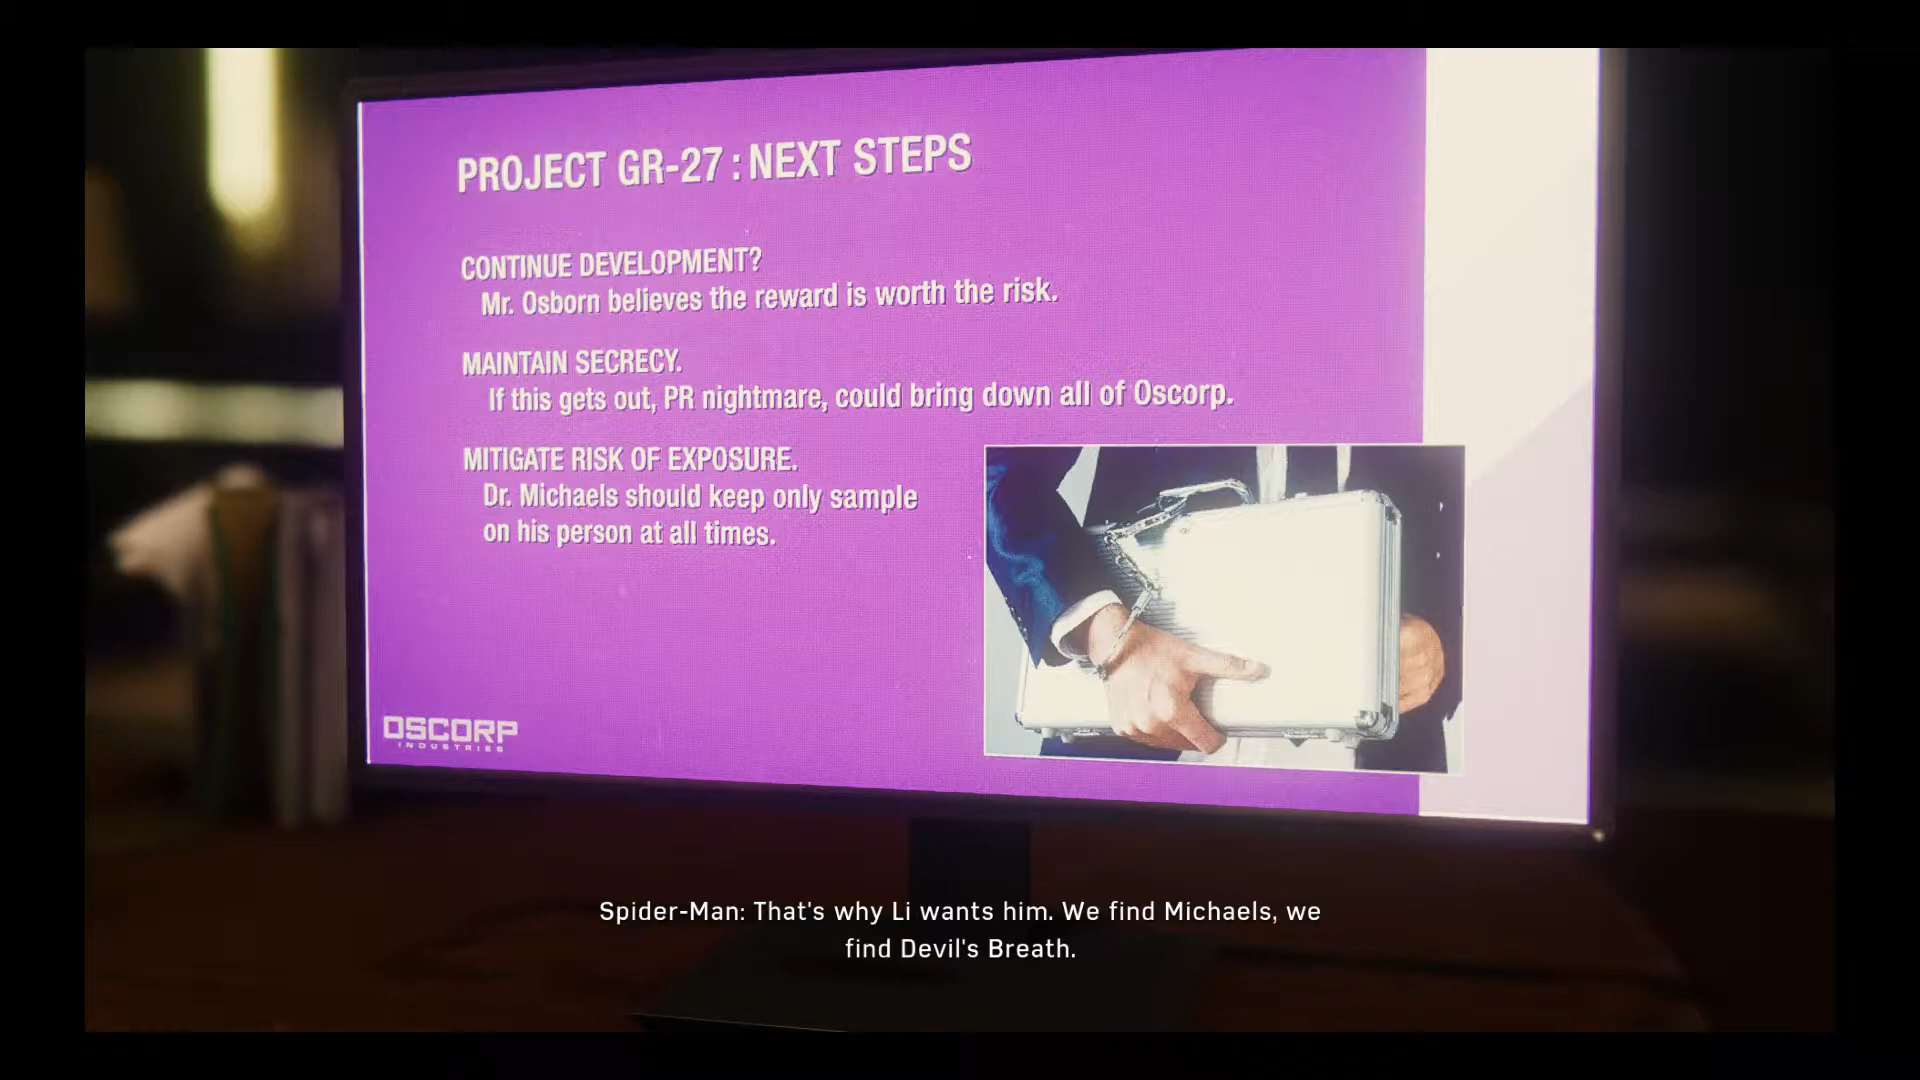 PROJECT GR-27 : NEXT STEPS
CONTINUE DEVELOPMENT?
Mr. Osborn believes the reward is worth the risk.
MAINTAIN SECRECY.
If this gets out, PR nightmare, could bring down all of Oscorp.
MITIGATE RISK OF EXPOSURE.
Dr. Michaels should keep only sample
on his person at all times.
OSCORP
INDUSTRIES
Spider-Man: That's why Li wants him. We find Michaels, we
find Devil's Breath.